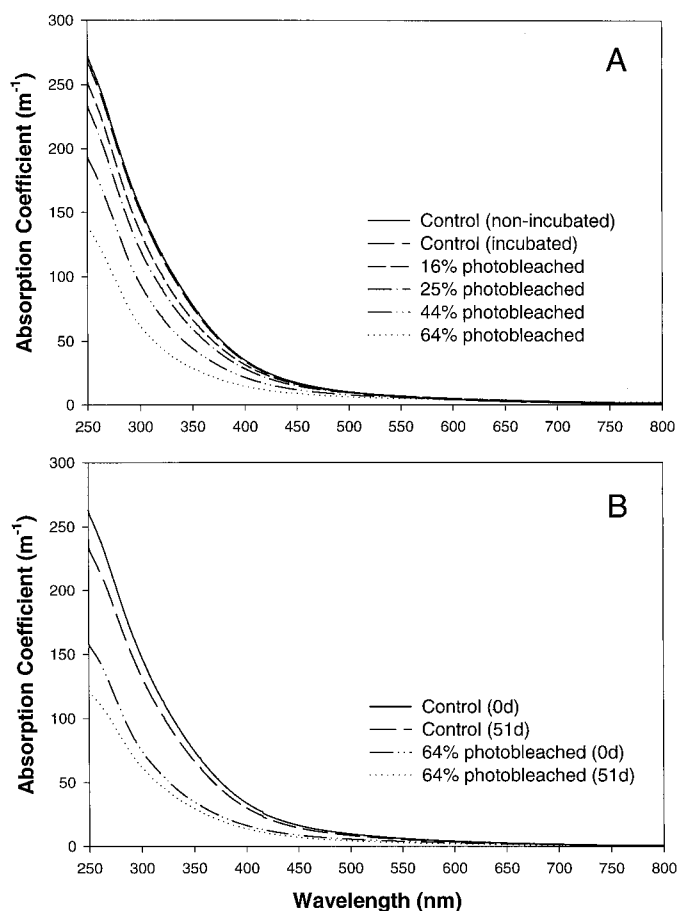 300
250
200
150
100
50
0
Absorption Coefficient (m-1)
A
Control (non-incubated)
Control (incubated)
16% photobleached
25% photobleached
44% photobleached
64% photobleached
250 300 350 400 450 500 550 600 650 700 750 800
300
250
200
150
100
50
0
Absorption Coefficient (m-1)
B
Control (0d)
Control (51d)
64% photobleached (0d)
64% photobleached (51d)
250 300 350 400 450 500 550 600 650 700 750 800
Wavelength (nm)